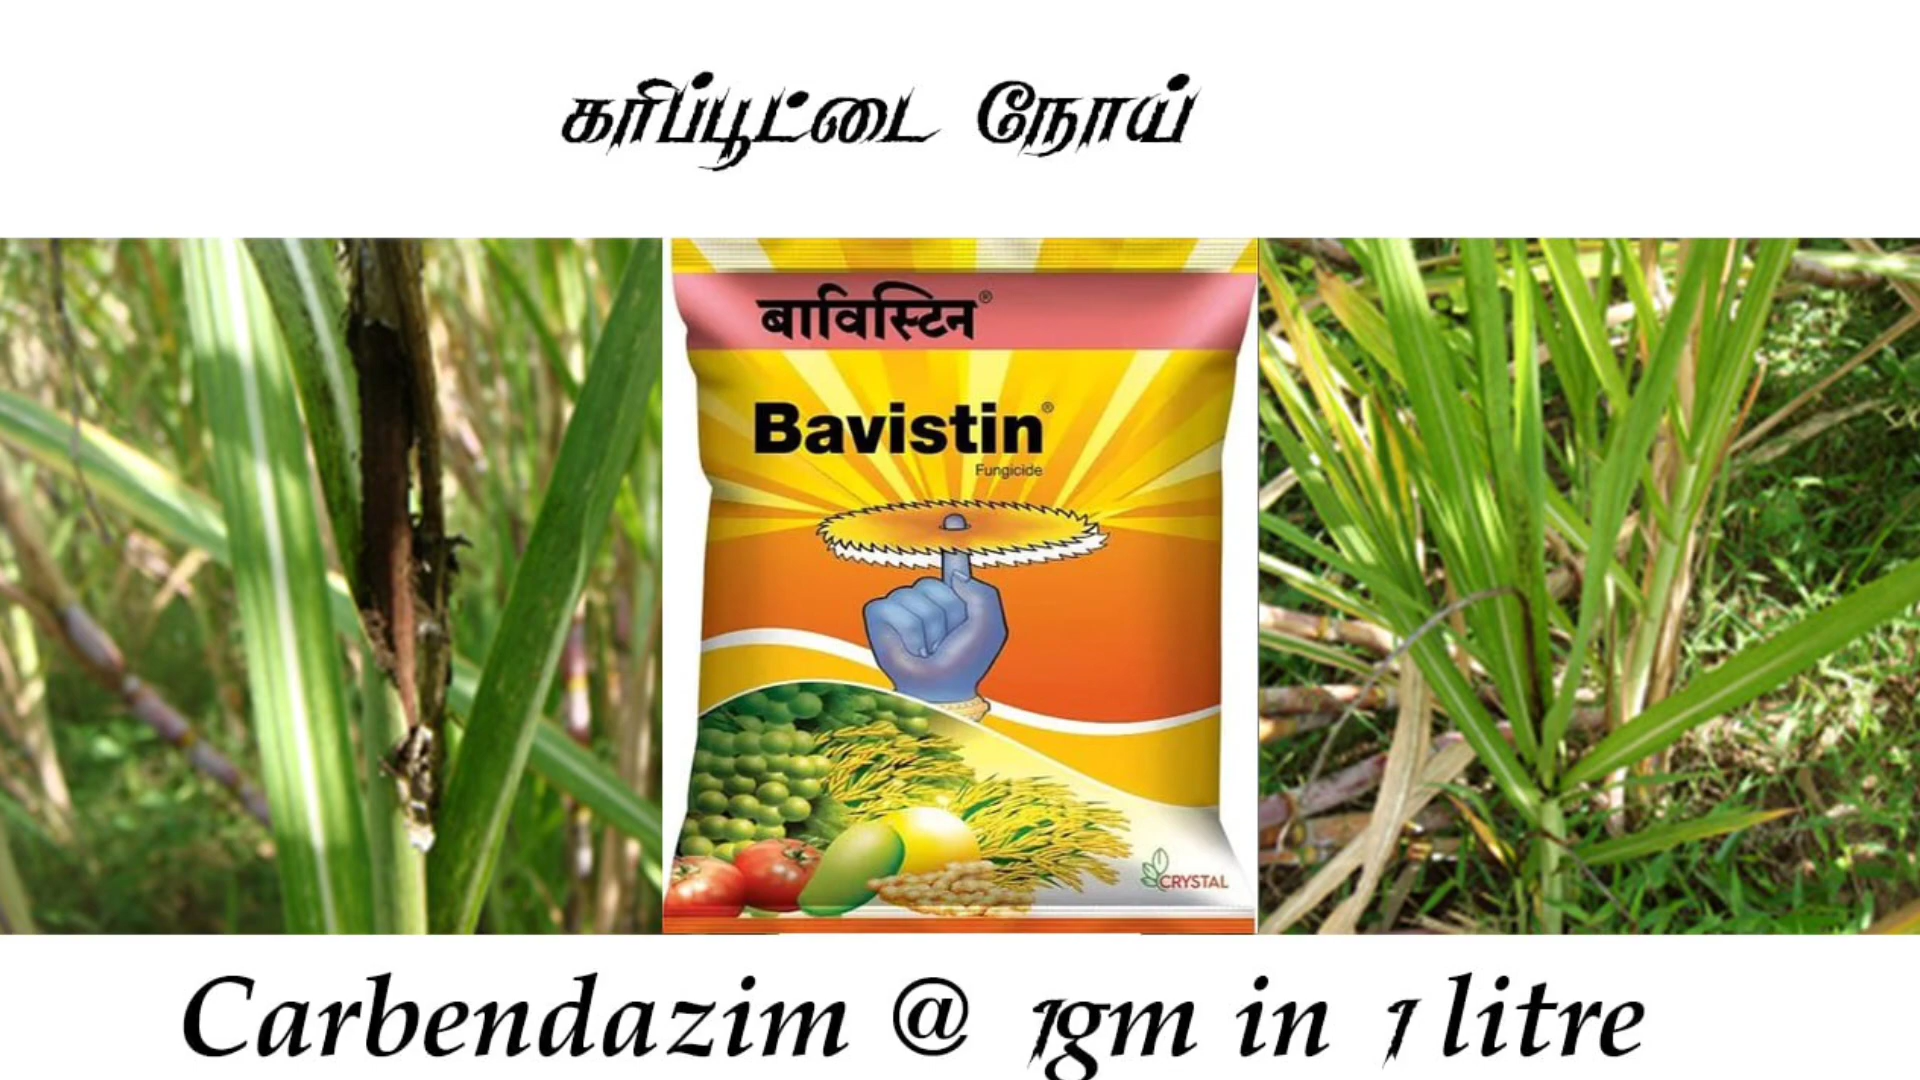 கரிப்பூட்டை நோய்
बाविस्टिन®
Bavistin®
Fungicide
CRYSTAL
Carbendazim @ 1gm in 1 litre